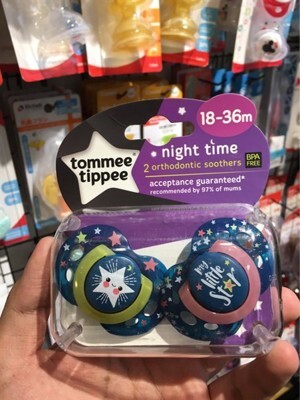 18-36m
tommee
tippee
night time
2 orthodontic soothers
BPA
FREE
acceptance guaranteed*
recommended by 97% of mums
my
little
Star